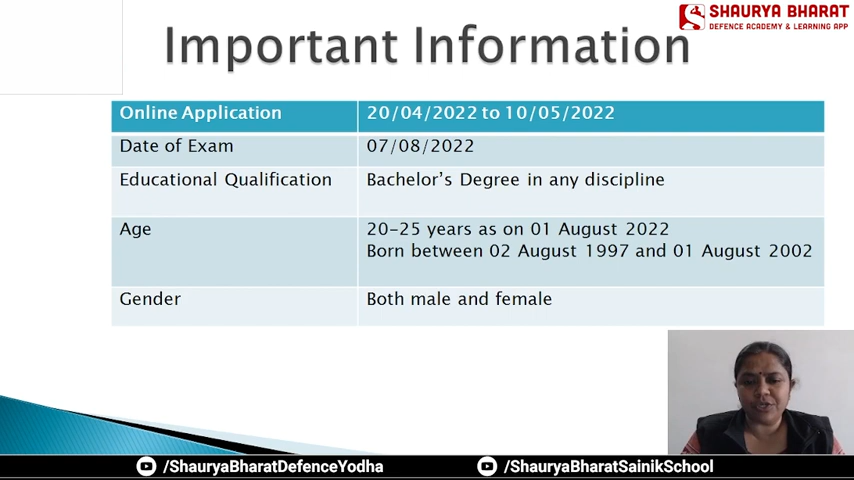 SHAURYA BHARAT
DEFENCE ACADEMY & LEARNING APP
Important Information
Online Application 20/04/2022 to 10/05/2022
Date of Exam 07/08/2022
Educational Qualification Bachelor's Degree in any discipline
Age 20-25 years as on 01 August 2022
Born between 02 August 1997 and 01 August 2002
Gender Both male and female
/ShauryaBharatDefenceYodha /ShauryaBharatSainikSchool